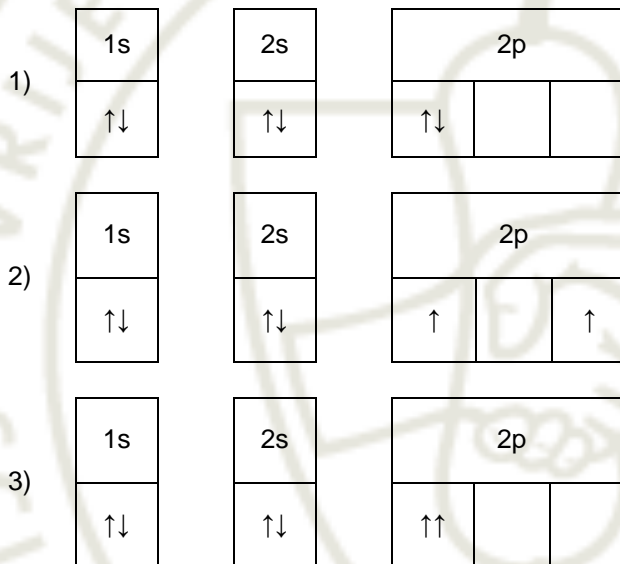 1s 2s 2p
1)
↑↓ ↑↓ ↑↓
1s 2s 2p
2)
↑↓ ↑↓ ↑ ↑
1s 2s 2p
3)
↑↓ ↑↓ ↑↑